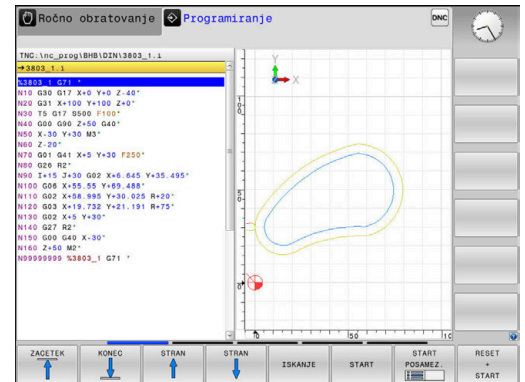 Ročno obratovanje
Programiranje
DNC
TNC:\nc_prog\BHB\DIN\3803_1.i
→3803_1.i
%3803_1 G71 *
N10 G30 G17 X+0 Y+0 Z-40*
N20 G31 X+100 Y+100 Z+0*
N30 T5 G17 S500 F100*
N40 G00 G90 Z+50 G40*
N50 X-30 Y+30 M3*
N60 Z-20*
N70 G01 G41 X+5 Y+30 F250*
N80 G26 R2*
N90 I+15 J+30 G02 X+6.645 Y+35.495*
N100 G06 X+55.55 Y+69.488*
N110 G02 X+58.995 Y+30.025 R+20*
N120 G03 X+19.732 Y+21.191 R+75*
N130 G02 X+5 Y+30*
N140 G27 R2*
N150 G00 G40 X-30*
N160 Z+50 M2*
N99999999 %3803_1 G71 *
Y
X
100
50
0
0
50
10
ZACETEK
KONEC
STRAN
STRAN
ISKANJE
START
START
POSAMEZ.
RESET
+
START